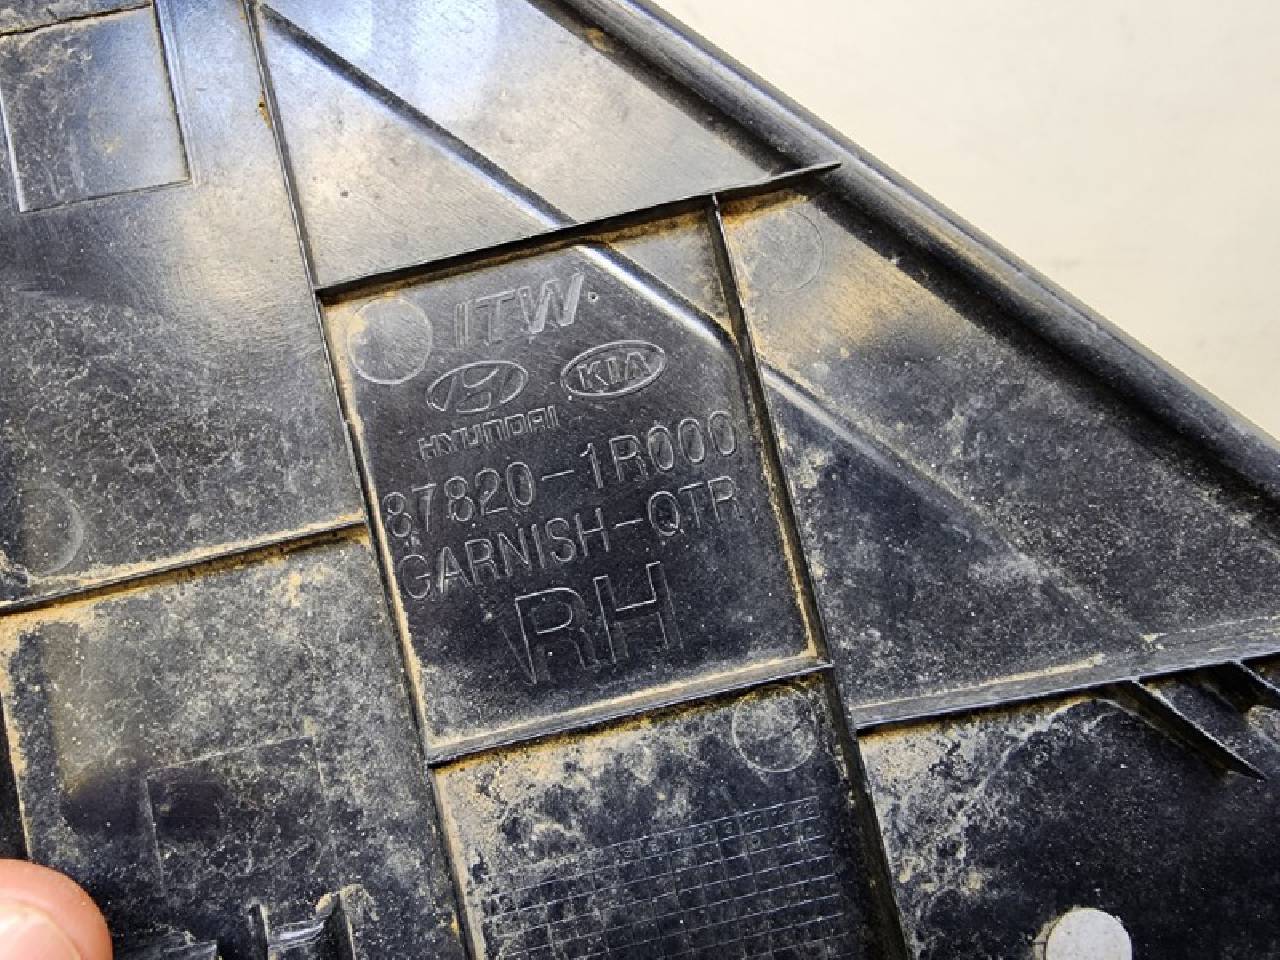 ITW
HYUNDAI KIA
87820-1R000
GARNISH-QTR
RH